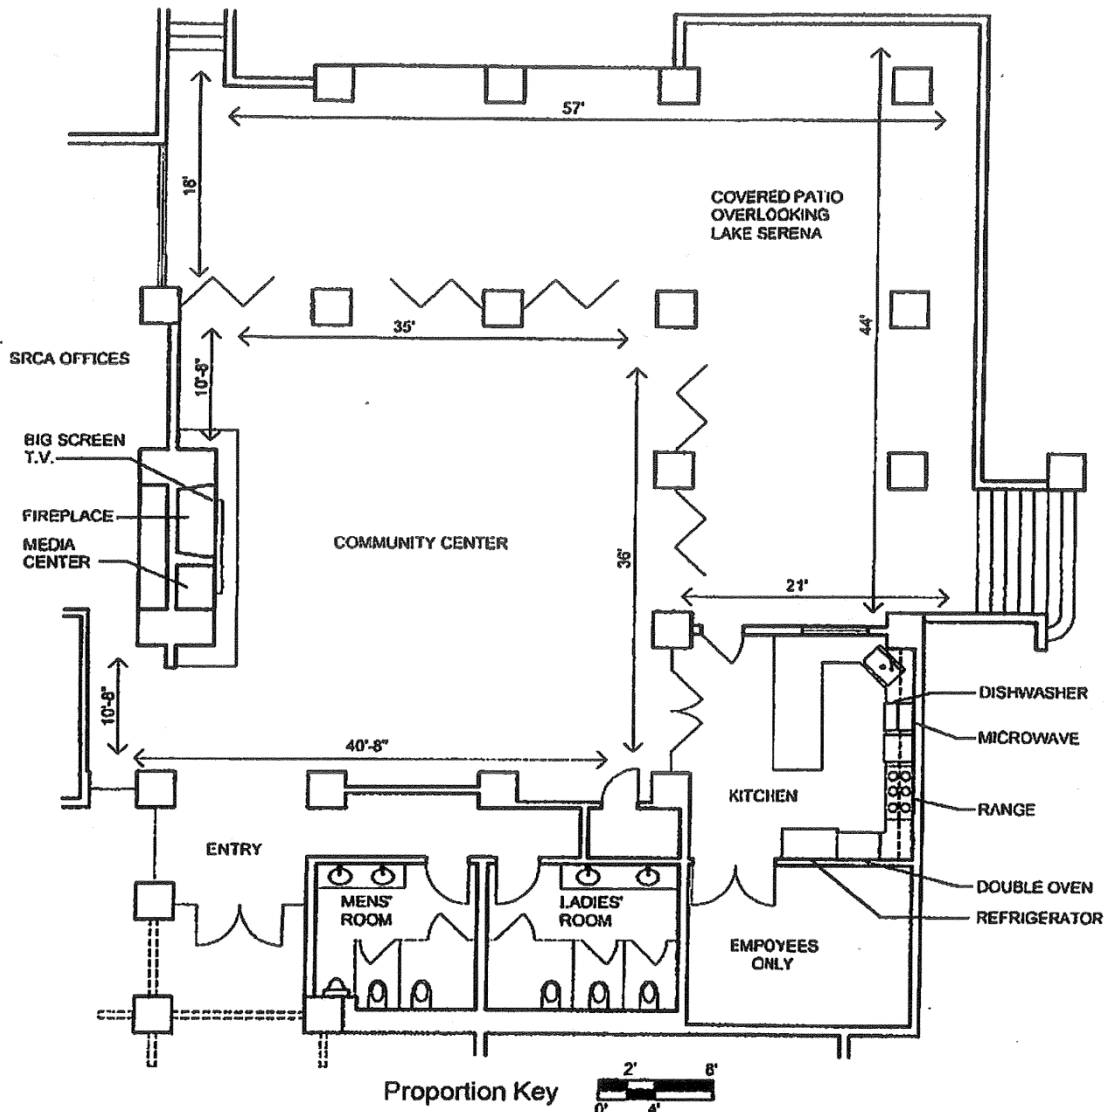 57'
18'
COVERED PATIO
OVERLOOKING
LAKE SERENA
35'
44'
SRCA OFFICES
10'-8"
BIG SCREEN
T.V.
FIREPLACE
MEDIA
CENTER
COMMUNITY CENTER
36'
21'
10'-8"
DISHWASHER
MICROWAVE
40'-8"
KITCHEN
RANGE
ENTRY
DOUBLE OVEN
REFRIGERATOR
MENS'
ROOM
LADIES'
ROOM
EMPOYEES
ONLY
Proportion Key
2'
8'
0'
4'